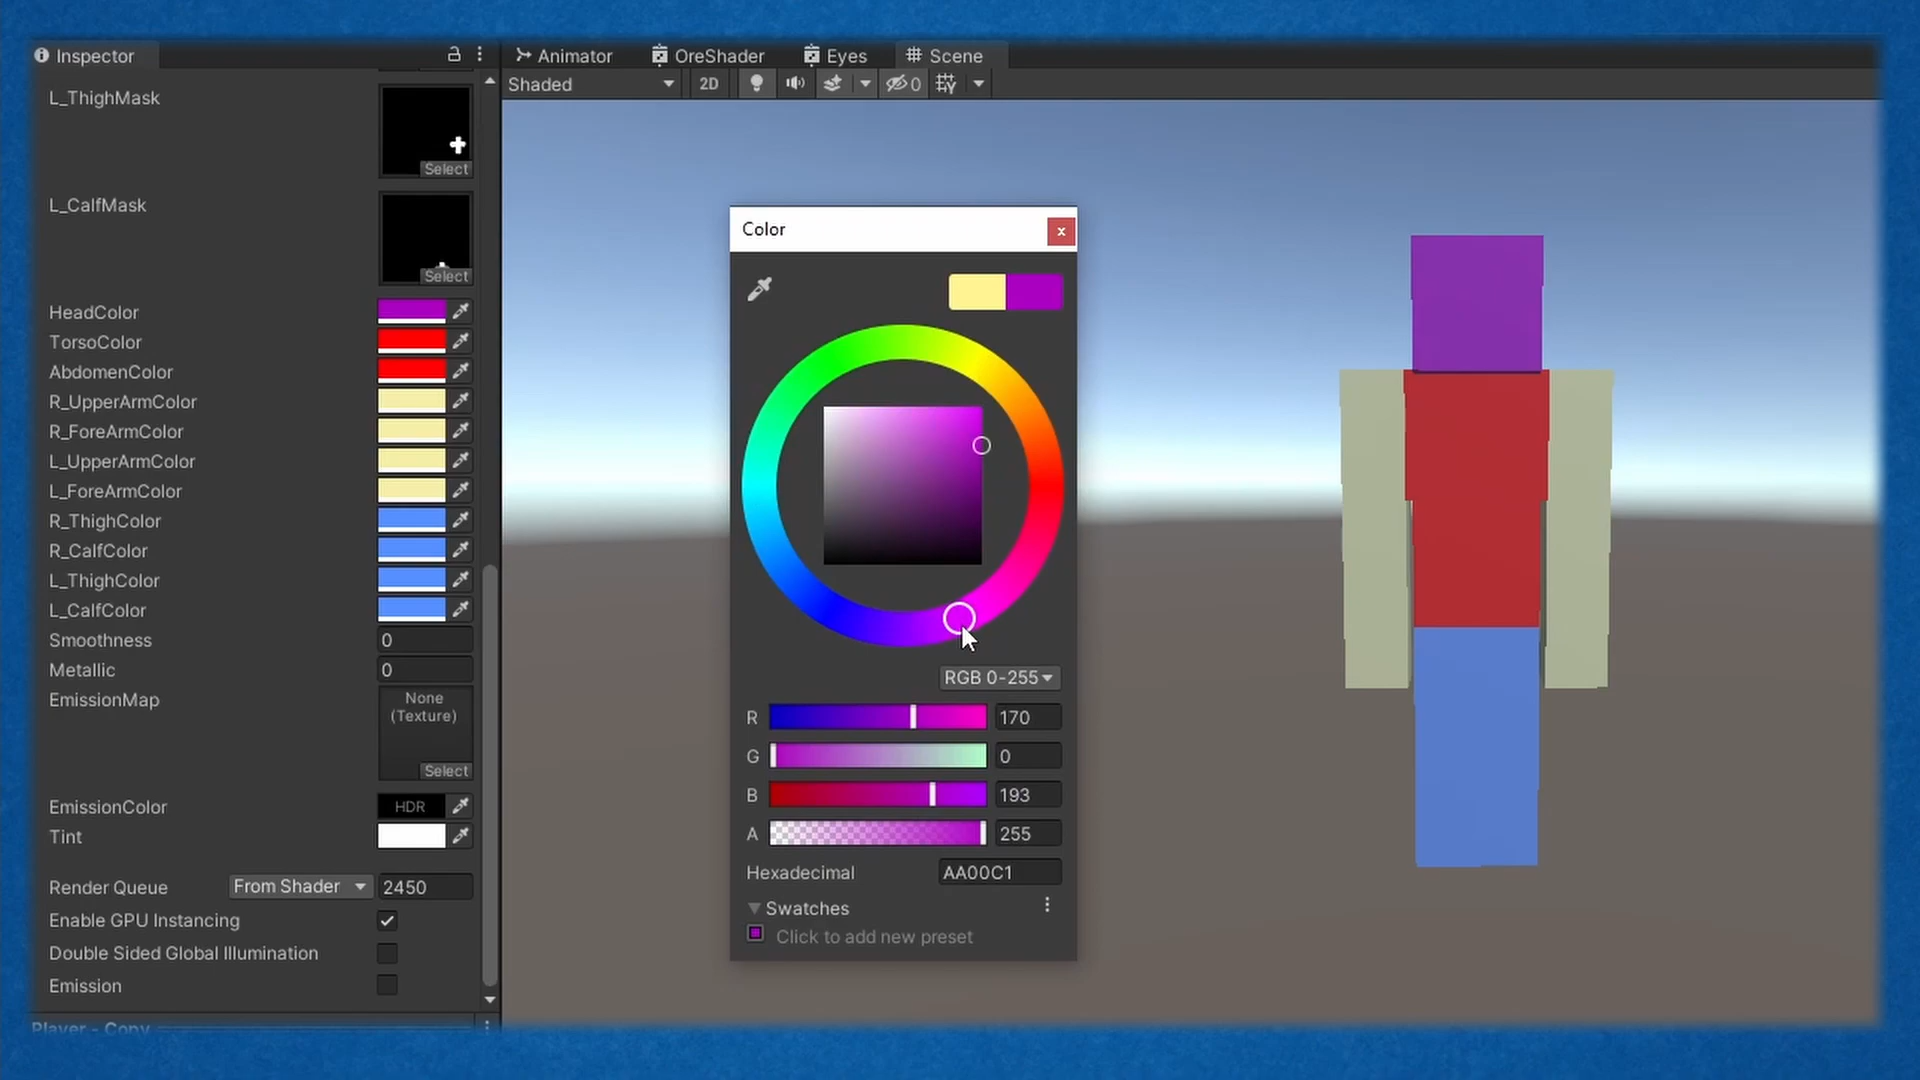 Inspector
Animator
OreShader
Eyes
Scene
Shaded
2D
0
L_ThighMask
Select
L_CalfMask
Select
HeadColor
TorsoColor
AbdomenColor
R_UpperArmColor
R_ForeArmColor
L_UpperArmColor
L_ForeArmColor
R_ThighColor
R_CalfColor
L_ThighColor
L_CalfColor
Smoothness 0
Metallic 0
EmissionMap
None
(Texture)
Select
EmissionColor HDR
Tint
Render Queue From Shader 2450
Enable GPU Instancing
Double Sided Global Illumination
Emission
Player - Copy
Color
x
RGB 0-255
R 170
G 0
B 193
A 255
Hexadecimal AA00C1
Swatches
Click to add new preset